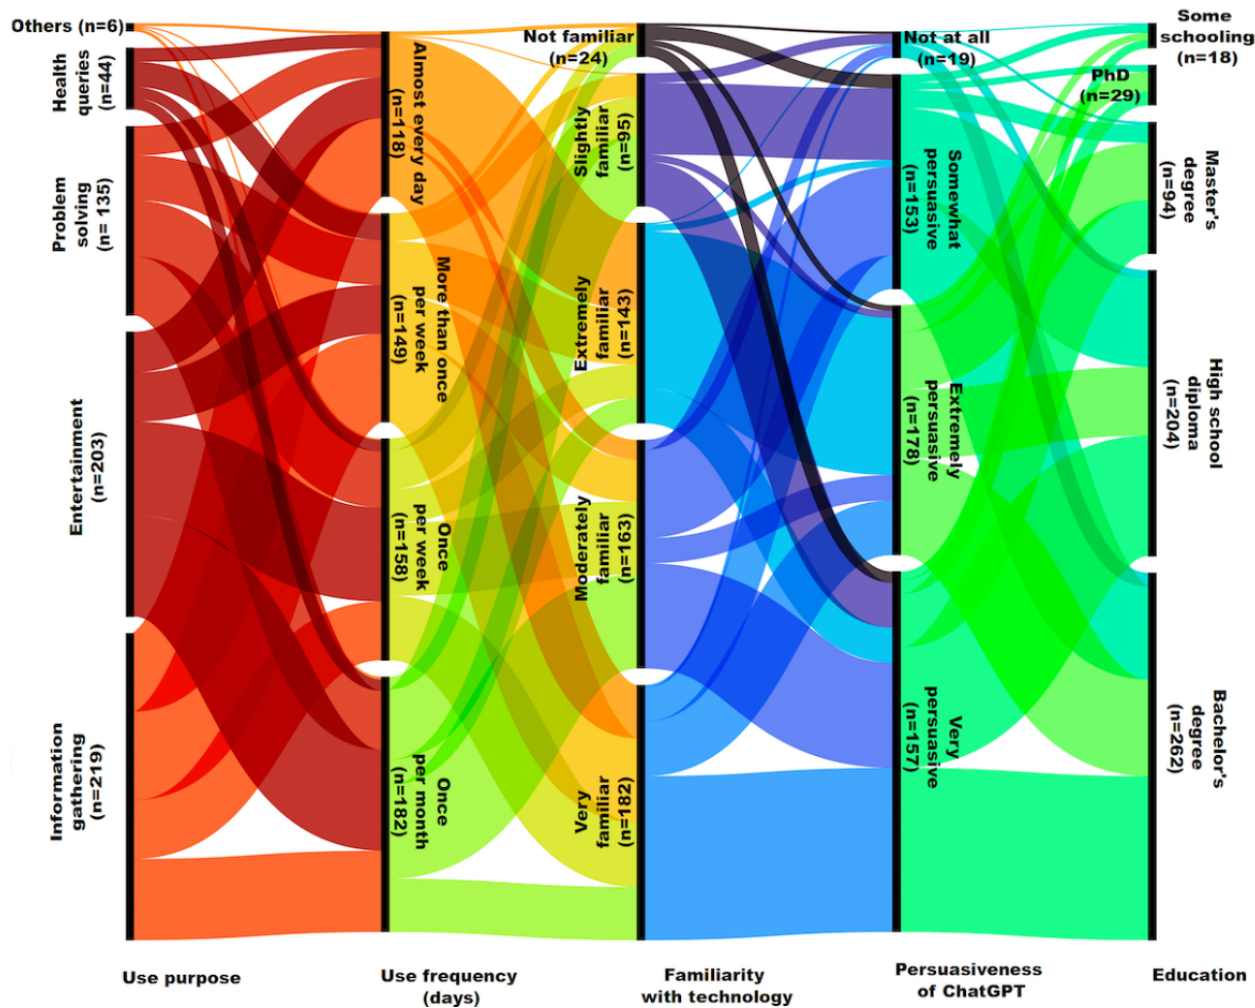 Others (n=6)
Health
queries
(n=44)
Problem
solving
(n= 135)
Entertainment
(n=203)
Information
gathering
(n=219)
Almost every day
(n=118)
More than once
per week
(n=149)
Once
per week
(n=158)
Once
per month
(n=182)
Not familiar
(n=24)
Slightly
familiar
(n=95)
Extremely
familiar
(n=143)
Moderately
familiar
(n=163)
Very
familiar
(n=182)
Not at all
(n=19)
Somewhat
persuasive
(n=153)
Extremely
persuasive
(n=178)
Very
persuasive
(n=157)
Some
schooling
(n=18)
PhD
(n=29)
Master's
degree
(n=94)
High school
diploma
(n=204)
Bachelor's
degree
(n=262)
Use purpose
Use frequency
(days)
Familiarity
with technology
Persuasiveness
of ChatGPT
Education